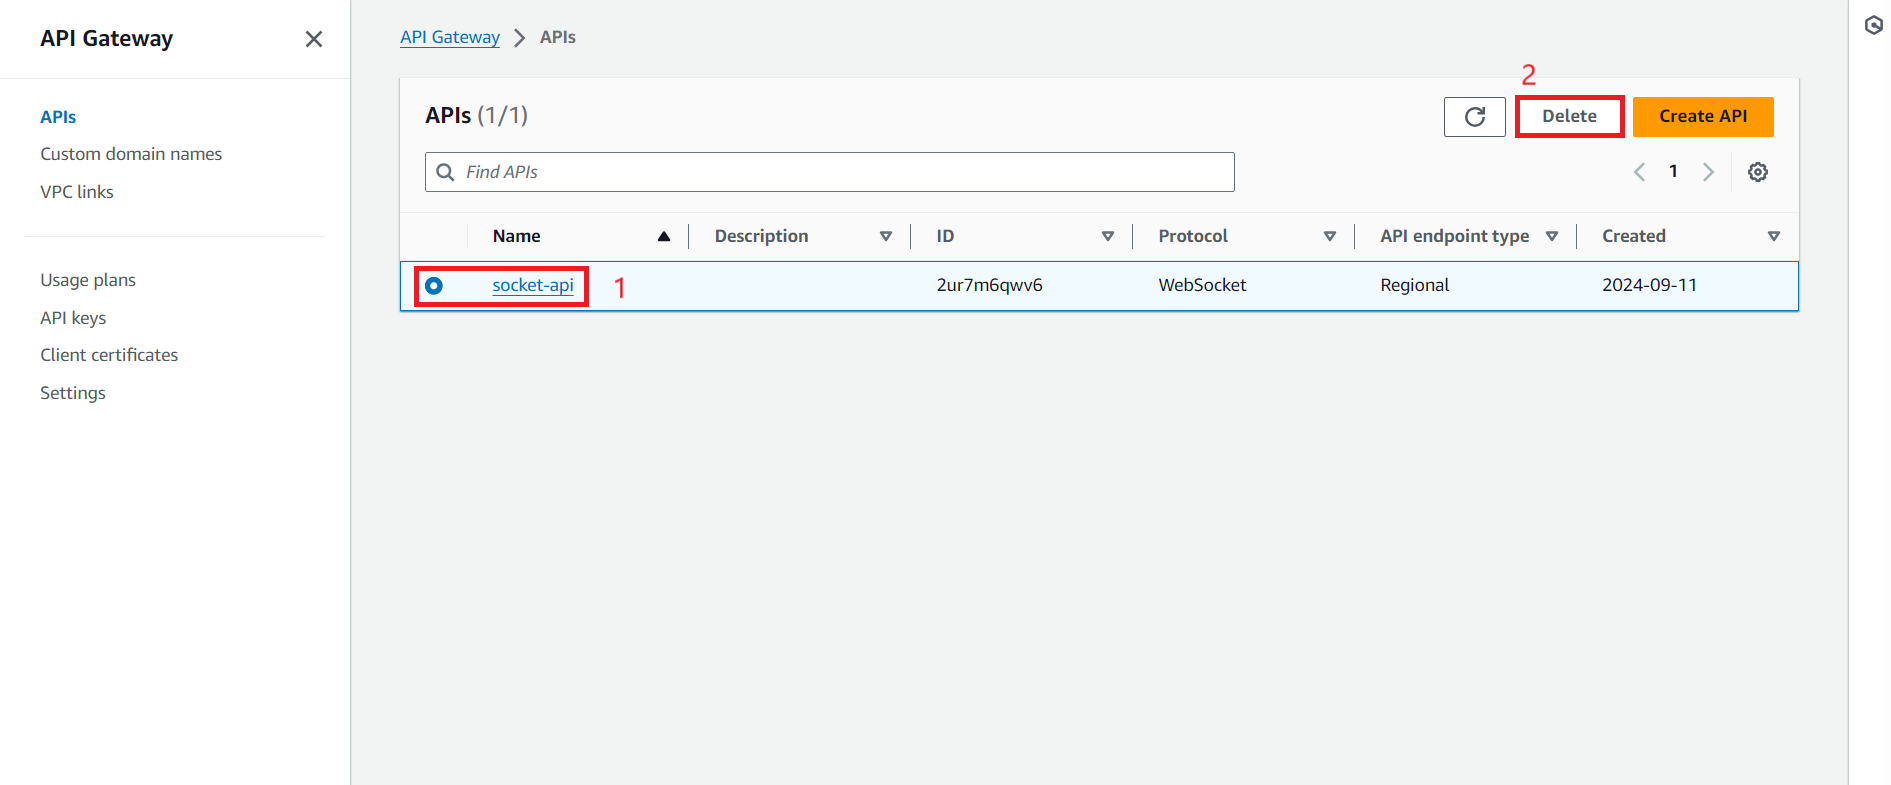 API Gateway
APIs
Custom domain names
VPC links
Usage plans
API keys
Client certificates
Settings
API Gateway APIs
2
APIs (1/1) Delete Create API
Find APIs 1
Name Description ID Protocol API endpoint type Created
socket-api 1 2ur7m6qwv6 WebSocket Regional 2024-09-11